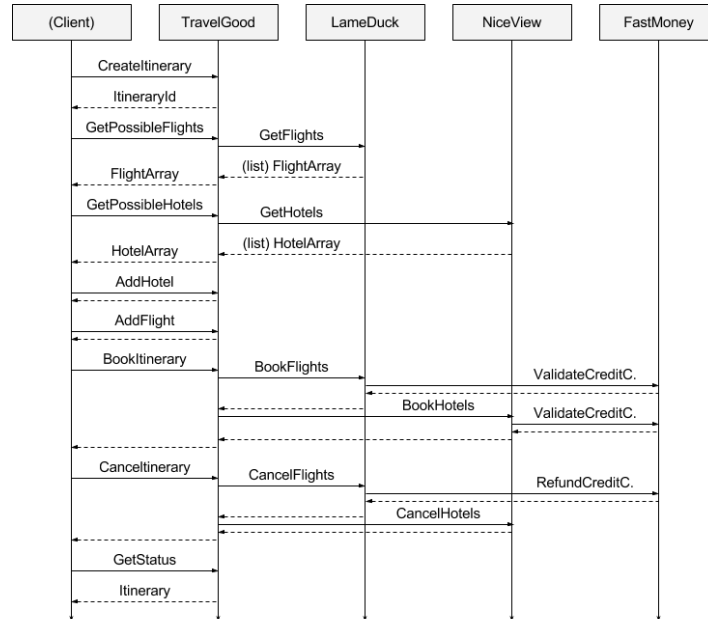 (Client)
TravelGood
LameDuck
NiceView
FastMoney
CreateItinerary
ItineraryId
GetPossibleFlights
GetFlights
(list) FlightArray
FlightArray
GetPossibleHotels
GetHotels
(list) HotelArray
HotelArray
AddHotel
AddFlight
BookItinerary
BookFlights
ValidateCreditC.
BookHotels
ValidateCreditC.
CanceItinerary
CancelFlights
RefundCreditC.
CancelHotels
GetStatus
Itinerary